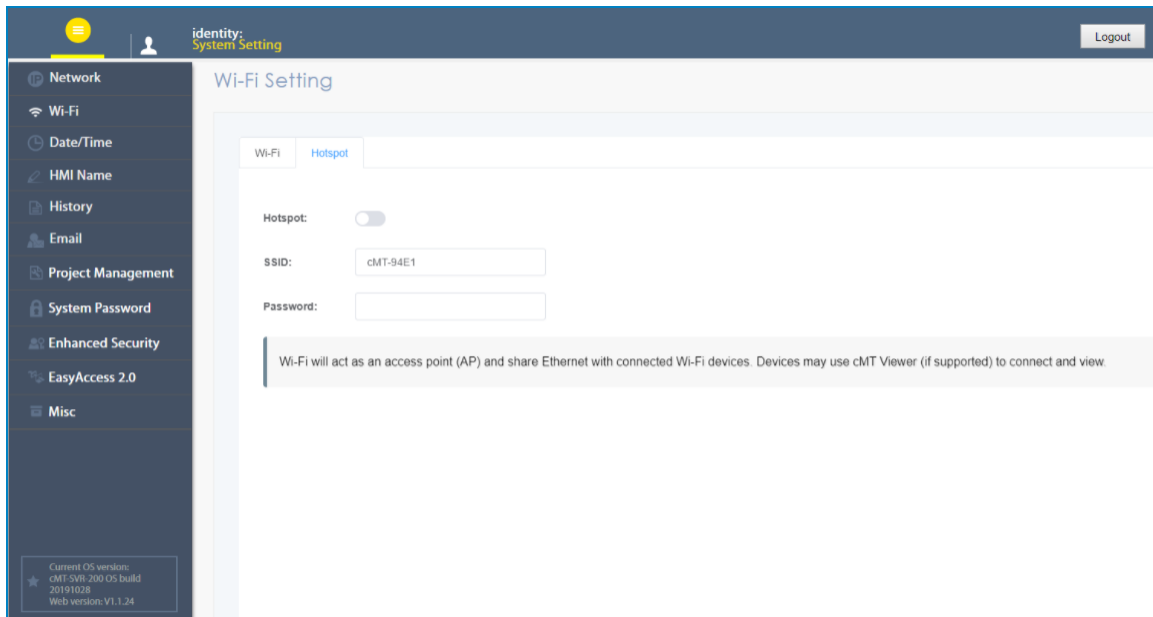 identity:
System Setting
Logout
Network
Wi-Fi
Date/Time
HMI Name
History
Email
Project Management
System Password
Enhanced Security
EasyAccess 2.0
Misc
Current OS version:
cMT-SVR-200 OS build
20191028
Web version: V1.1.24
Wi-Fi Setting
Wi-Fi Hotspot
Hotspot:
SSID: cMT-94E1
Password:
Wi-Fi will act as an access point (AP) and share Ethernet with connected Wi-Fi devices. Devices may use cMT Viewer (if supported) to connect and view.